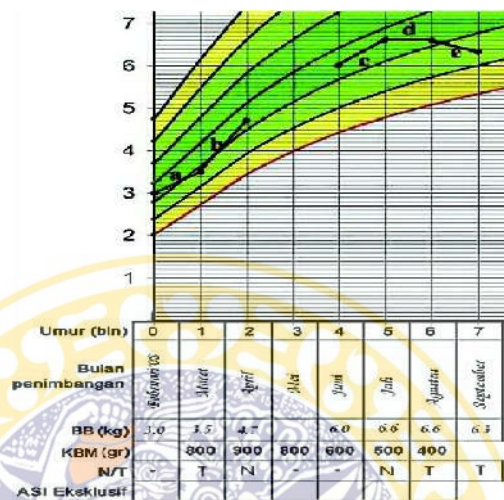 7
6
5
4
3
2
1
a
b
c
d
e
Umur (bln) 0 1 2 3 4 5 6 7
Bulan
penimbangan
Maret April Mei Juni Juli Agustus September
BB (kg) 3.0 3.5 4.7 6.0 6.6 6.6 6.3
KBM (gr) 800 900 800 600 500 400
N/T - T N - - N T T
ASI Eksklusif